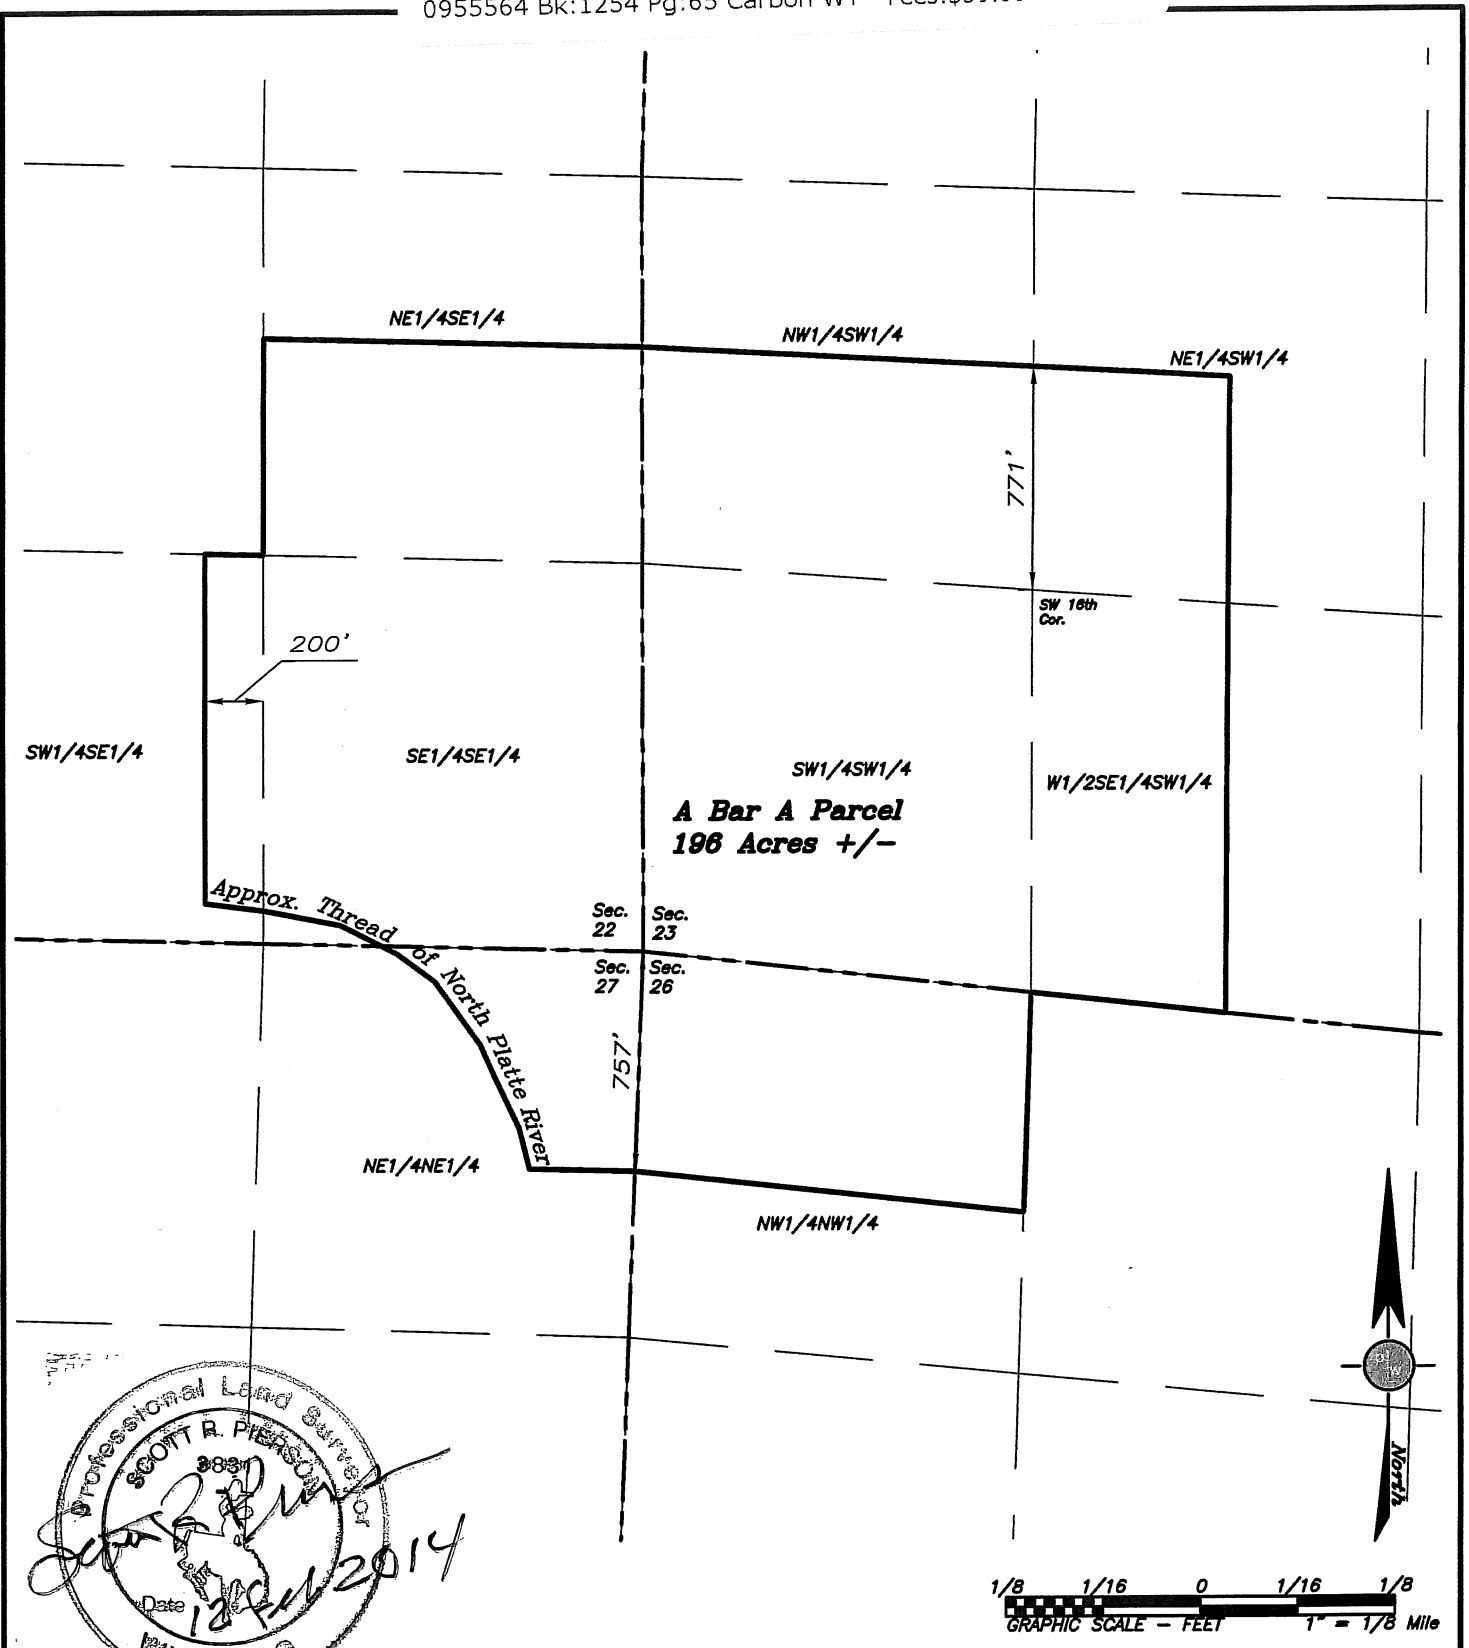 0955564 Bk:1254 Pg:65 Carbon WY
NE1/4SE1/4
NW1/4SW1/4
NE1/4SW1/4
771'
SW 16th
Cor.
200'
SW1/4SE1/4
SE1/4SE1/4
SW1/4SW1/4
W1/2SE1/4SW1/4
A Bar A Parcel
196 Acres +/-
Approx. Thread of North Platte River
Sec. 22
Sec. 23
Sec. 27
Sec. 26
757'
NE1/4NE1/4
NW1/4NW1/4
North
Professional Land Surveyor
SCOTT R. PIERSON
Date 12 Feb 2014
1/8 1/16 0 1/16 1/8
GRAPHIC SCALE - FEET 1" = 1/8 Mile